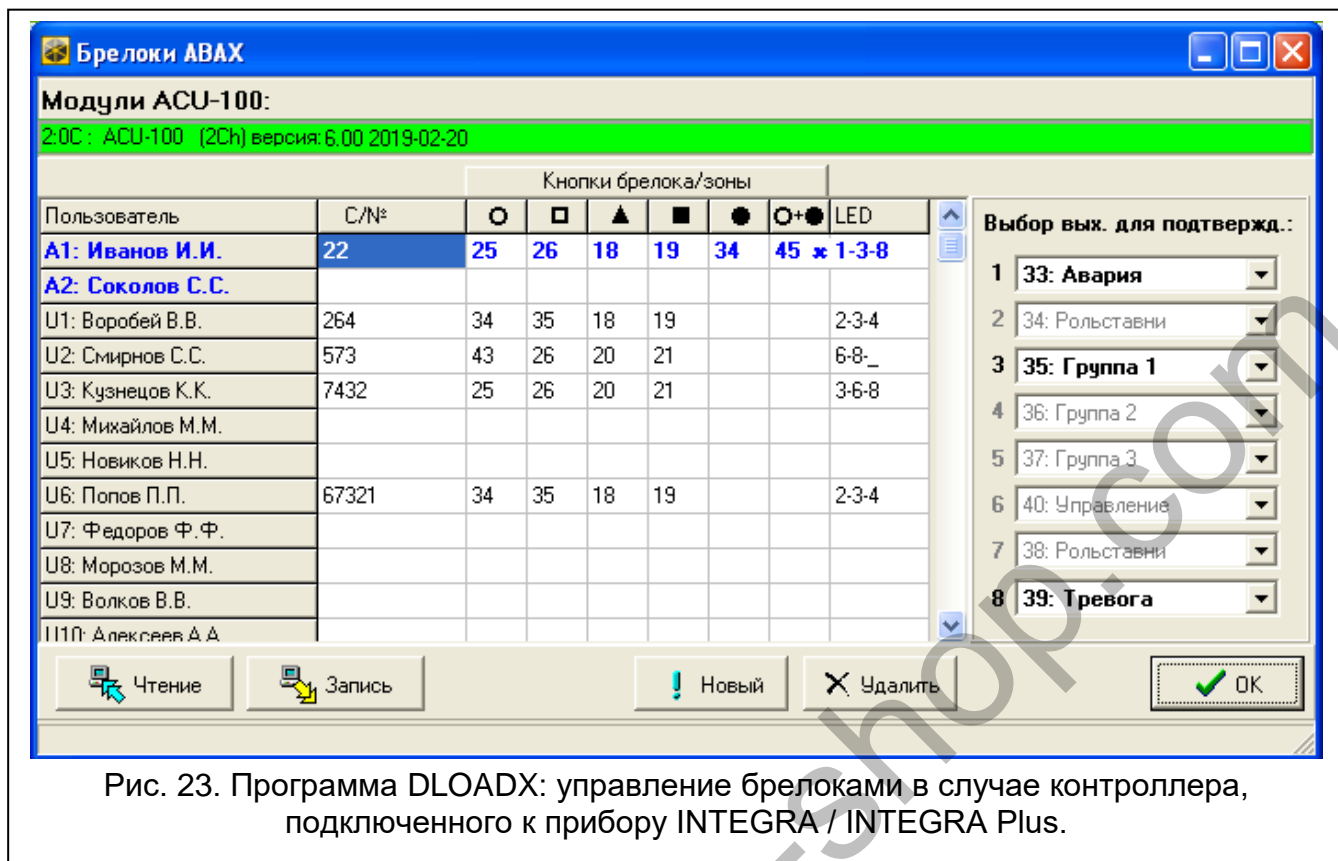 Брелоки ABAX
Модули ACU-100:
2:0C : ACU-100 (2Ch) версия: 6.00 2019-02-20
Кнопки брелока/зоны
Пользователь С/№ O+● LED
A1: Иванов И.И. 22 25 26 18 19 34 45 × 1-3-8
A2: Соколов С.С.
U1: Воробей В.В. 264 34 35 18 19 2-3-4
U2: Смирнов С.С. 573 43 26 20 21 6-8-_
U3: Кузнецов К.К. 7432 25 26 20 21 3-6-8
U4: Михайлов М.М.
U5: Новиков Н.Н.
U6: Попов П.П. 67321 34 35 18 19 2-3-4
U7: Федоров Ф.Ф.
U8: Морозов М.М.
U9: Волков В.В.
U10: Алексеев А.А
Выбор вых. для подтвержд.:
1 33: Авария
2 34: Рольставни
3 35: Группа 1
4 36: Группа 2
5 37: Группа 3
6 40: Управление
7 38: Рольставни
8 39: Тревога
Чтение
Запись
Новый
Удалить
OK
Рис. 23. Программа DLOADX: управление брелоками в случае контроллера,
подключенного к прибору INTEGRA / INTEGRA Plus.
shop.com